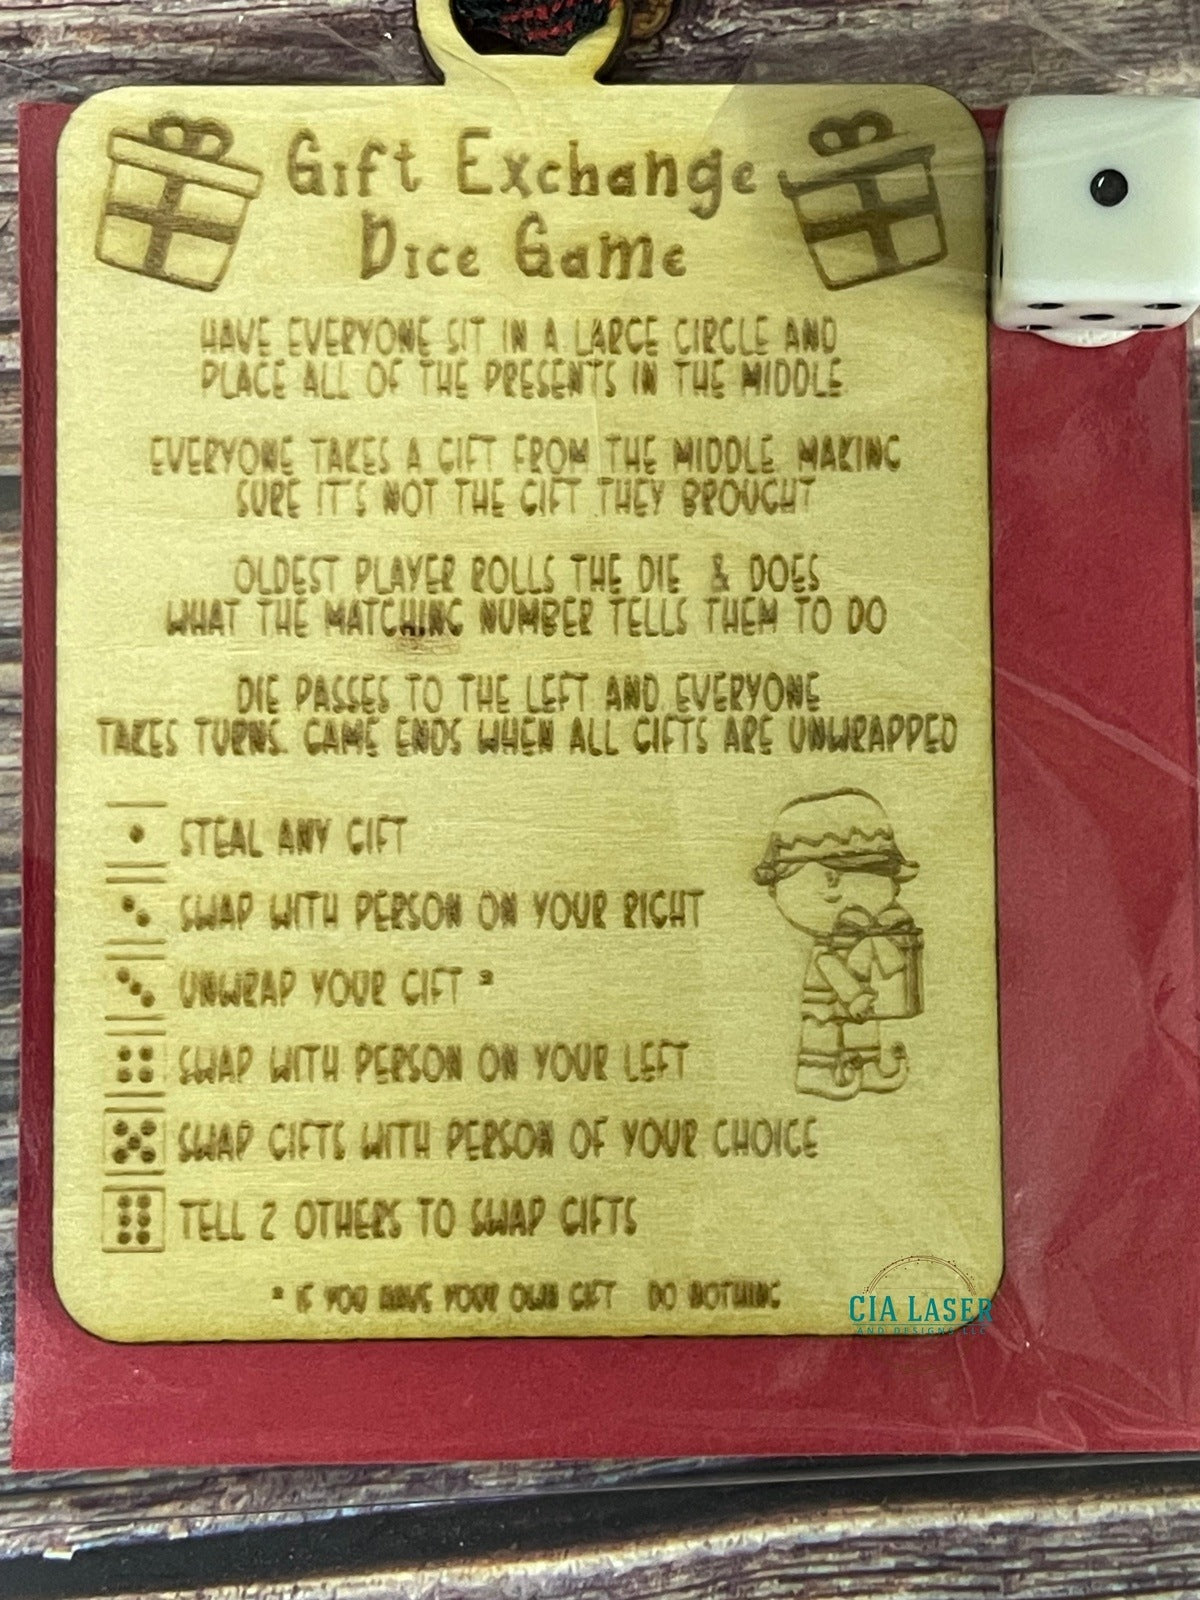 Gift Exchange
Dice Game
HAVE EVERYONE SIT IN A LARGE CIRCLE AND
PLACE ALL OF THE PRESENTS IN THE MIDDLE.
EVERYONE TAKES A GIFT FROM THE MIDDLE, MAKING
SURE IT'S NOT THE GIFT THEY BROUGHT
OLDEST PLAYER ROLLS THE DIE & DOES
WHAT THE MATCHING NUMBER TELLS THEM TO DO
DIE PASSES TO THE LEFT AND EVERYONE
TAKES TURNS. GAME ENDS WHEN ALL GIFTS ARE UNWRAPPED
STEAL ANY GIFT
SWAP WITH PERSON ON YOUR RIGHT
UNWRAP YOUR GIFT *
SWAP WITH PERSON ON YOUR LEFT
SWAP GIFTS WITH PERSON OF YOUR CHOICE
TELL 2 OTHERS TO SWAP GIFTS
* IF YOU HAVE YOUR OWN GIFT DO NOTHING
CIA LASER
AND DESIGNS LLC